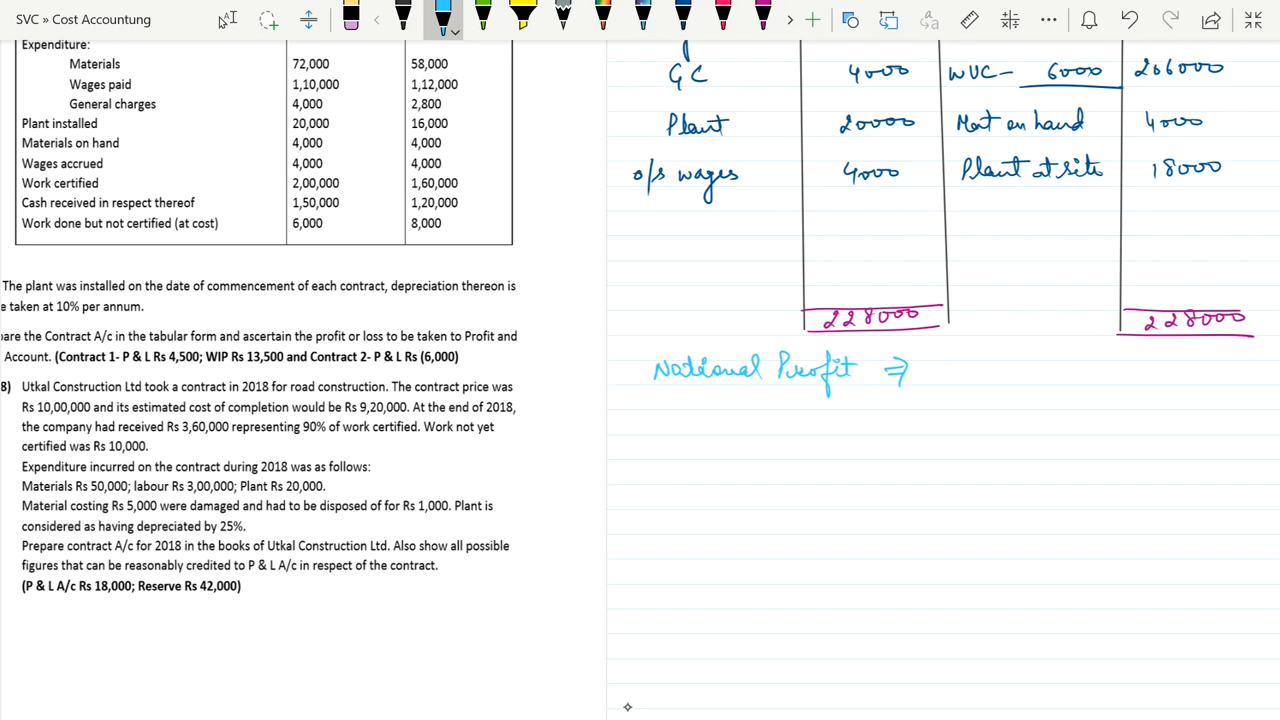 SVC » Cost Accountung
Expenditure:
Materials 72,000 58,000
Wages paid 1,10,000 1,12,000
General charges 4,000 2,800
Plant installed 20,000 16,000
Materials on hand 4,000 4,000
Wages accrued 4,000 4,000
Work certified 2,00,000 1,60,000
Cash received in respect thereof 1,50,000 1,20,000
Work done but not certified (at cost) 6,000 8,000
The plant was installed on the date of commencement of each contract, depreciation thereon is
e taken at 10% per annum.
are the Contract A/c in the tabular form and ascertain the profit or loss to be taken to Profit and
Account. (Contract 1- P & L Rs 4,500; WIP Rs 13,500 and Contract 2- P & L Rs (6,000)
8) Utkal Construction Ltd took a contract in 2018 for road construction. The contract price was
Rs 10,00,000 and its estimated cost of completion would be Rs 9,20,000. At the end of 2018,
the company had received Rs 3,60,000 representing 90% of work certified. Work not yet
certified was Rs 10,000.
Expenditure incurred on the contract during 2018 was as follows:
Materials Rs 50,000; labour Rs 3,00,000; Plant Rs 20,000.
Material costing Rs 5,000 were damaged and had to be disposed of for Rs 1,000. Plant is
considered as having depreciated by 25%.
Prepare contract A/c for 2018 in the books of Utkal Construction Ltd. Also show all possible
figures that can be reasonably credited to P & L A/c in respect of the contract.
(P & L A/c Rs 18,000; Reserve Rs 42,000)
GC 4000 WUC- 6000 206000
Plant 20000 Mat on hand 4000
o/s wages 4000 Plant at site 18000
228000 228000
National Profit ⇒